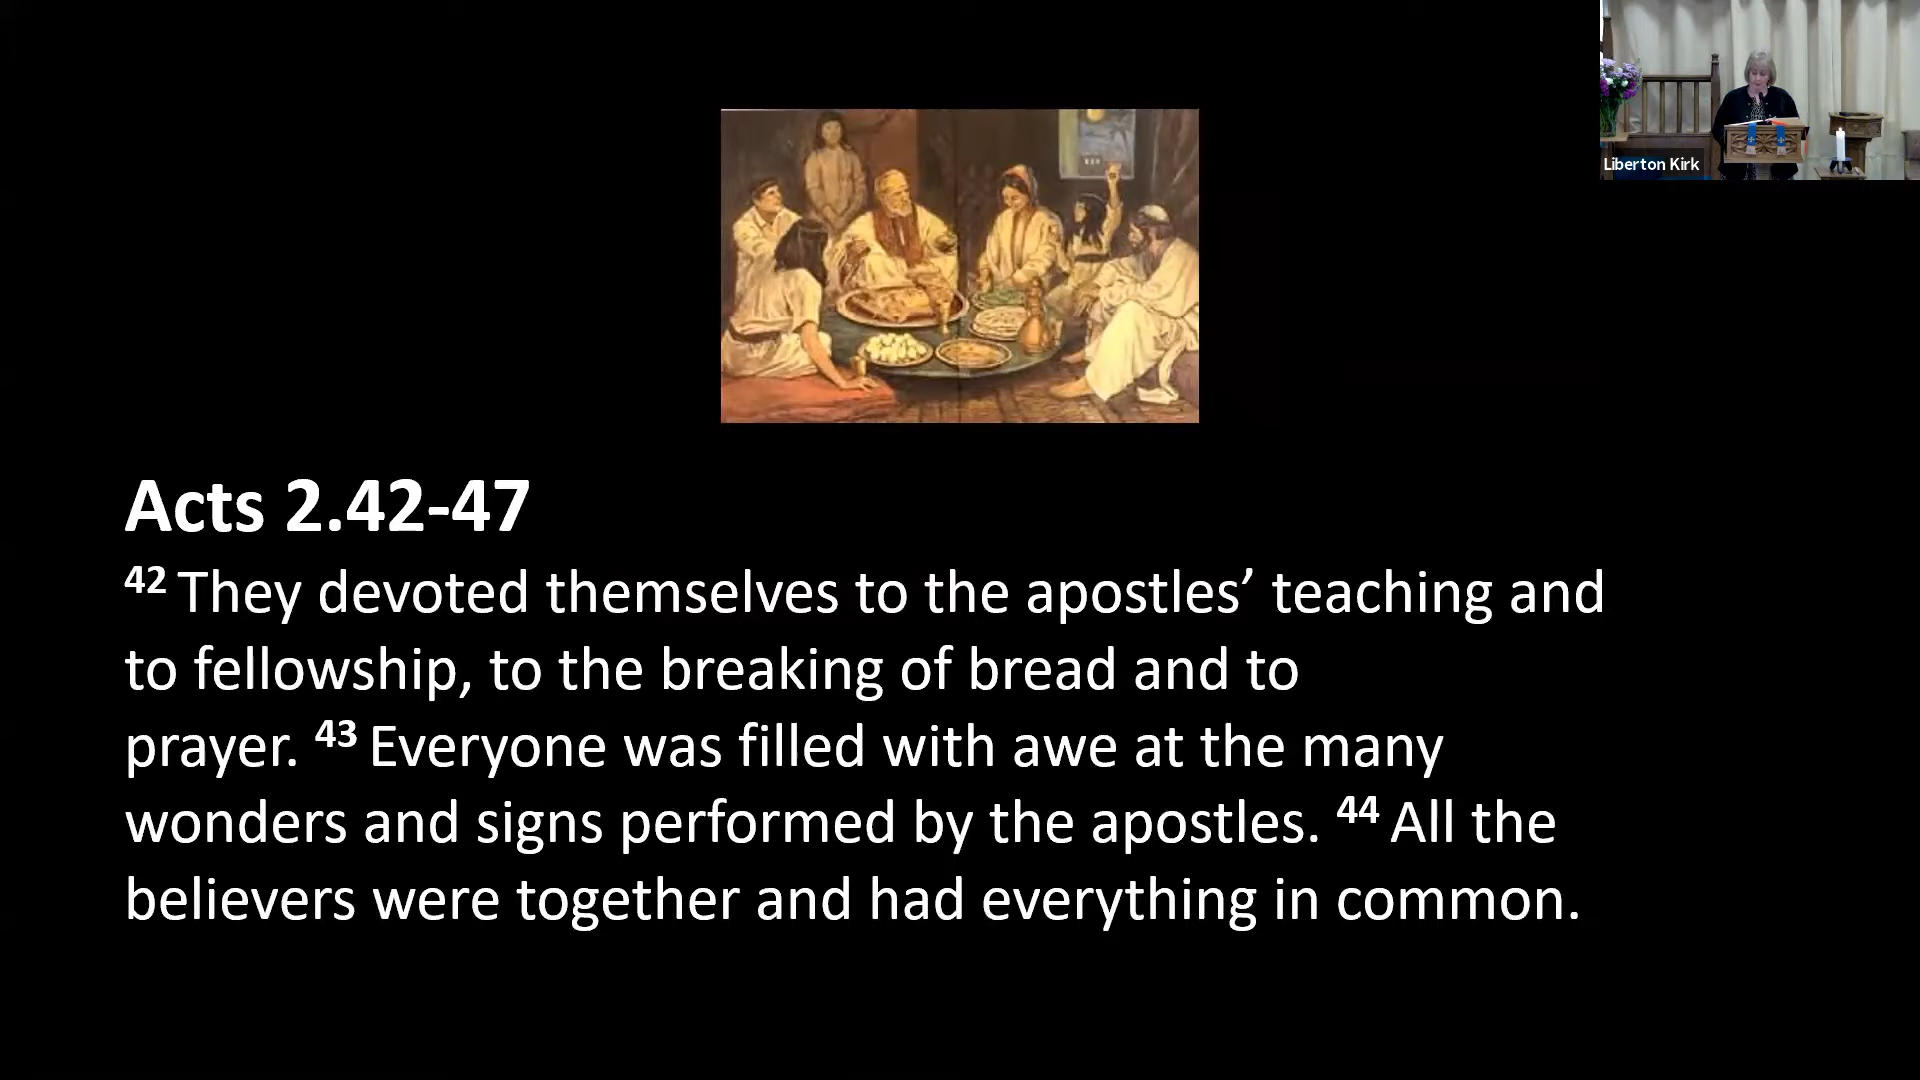 Liberton Kirk
Acts 2.42-47
42 They devoted themselves to the apostles’ teaching and
to fellowship, to the breaking of bread and to
prayer. 43 Everyone was filled with awe at the many
wonders and signs performed by the apostles. 44 All the
believers were together and had everything in common.